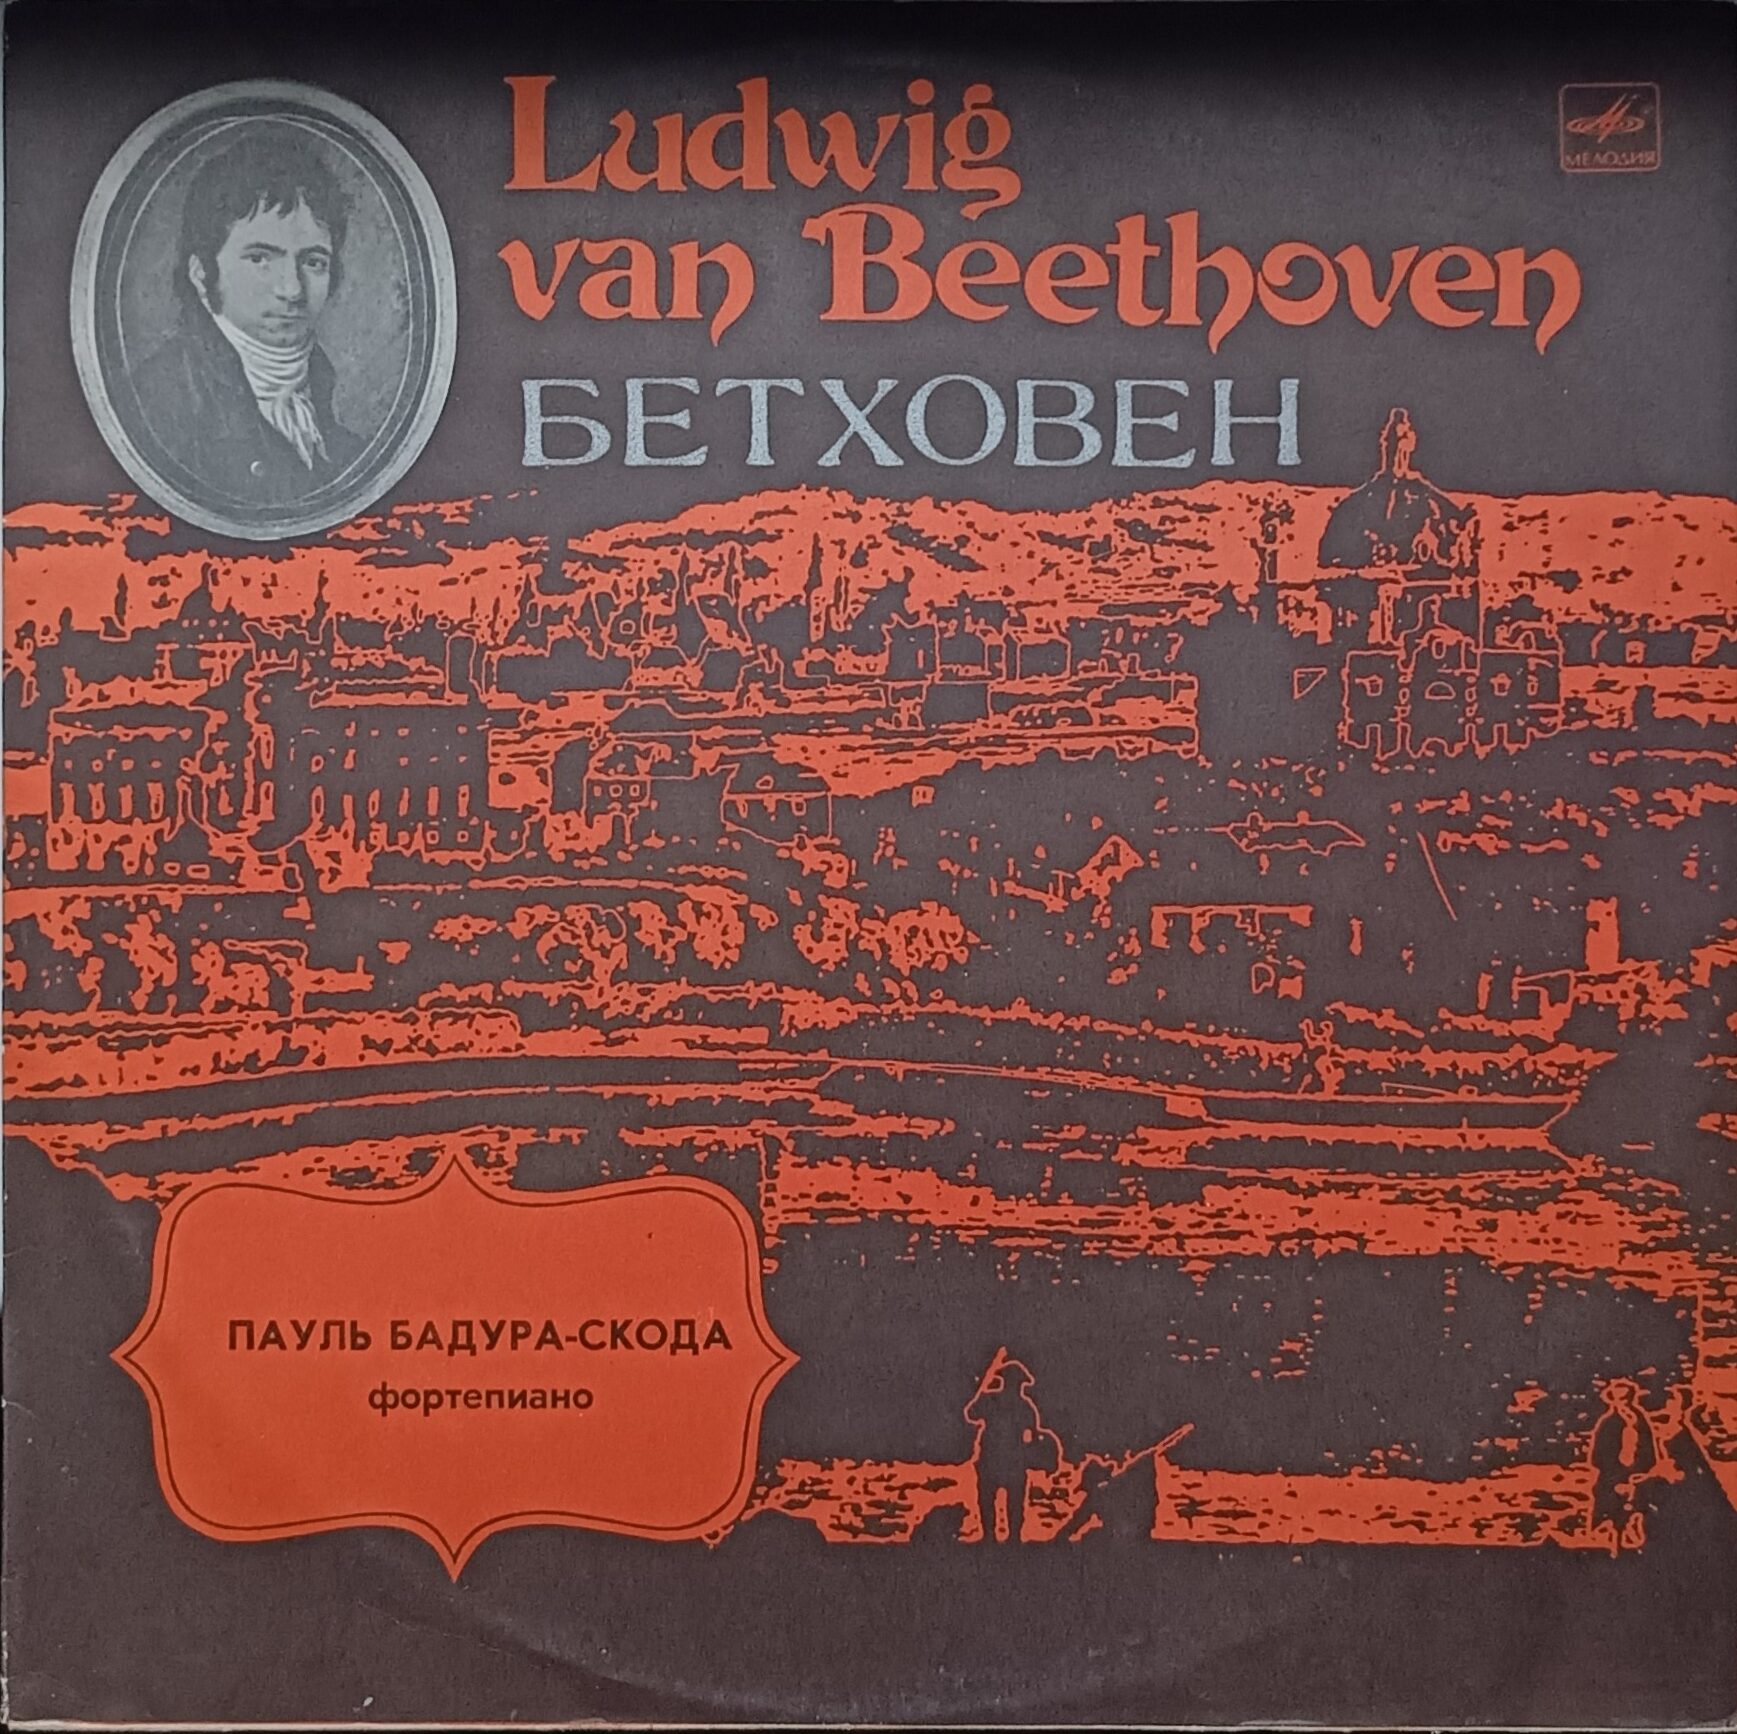 Ludwig
van Beethoven
БЕТХОВЕН
МЕЛОДИЯ
ПАУЛЬ БАДУРА-СКОДА
фортепиано